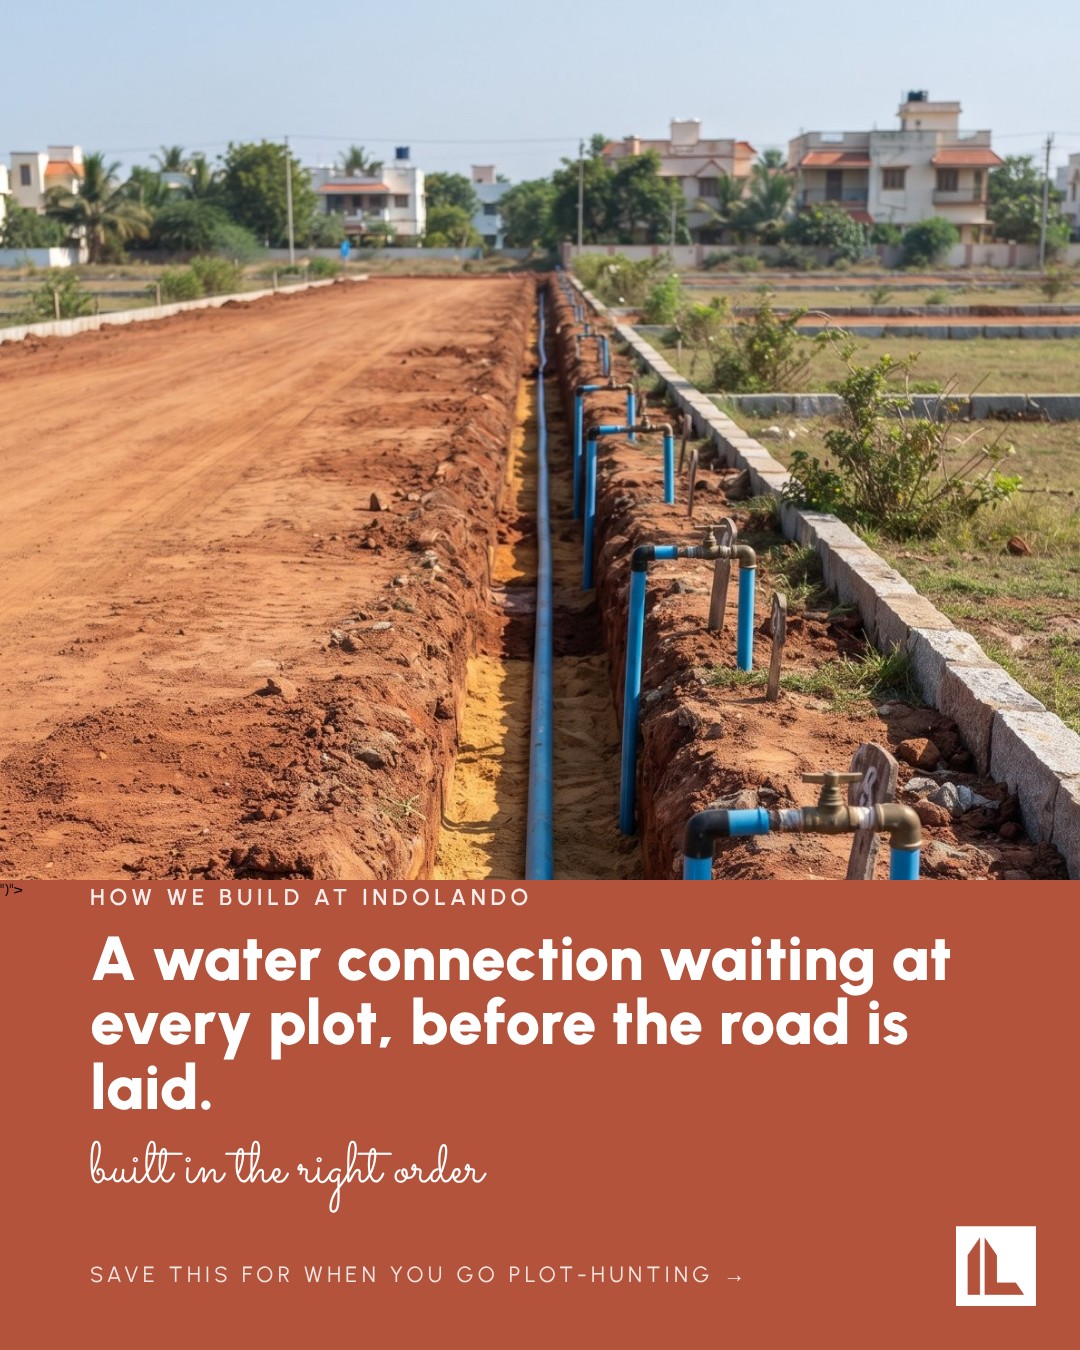 ")">
HOW WE BUILD AT INDOLANDO
A water connection waiting at
every plot, before the road is
laid.
built in the right order
SAVE THIS FOR WHEN YOU GO PLOT-HUNTING →